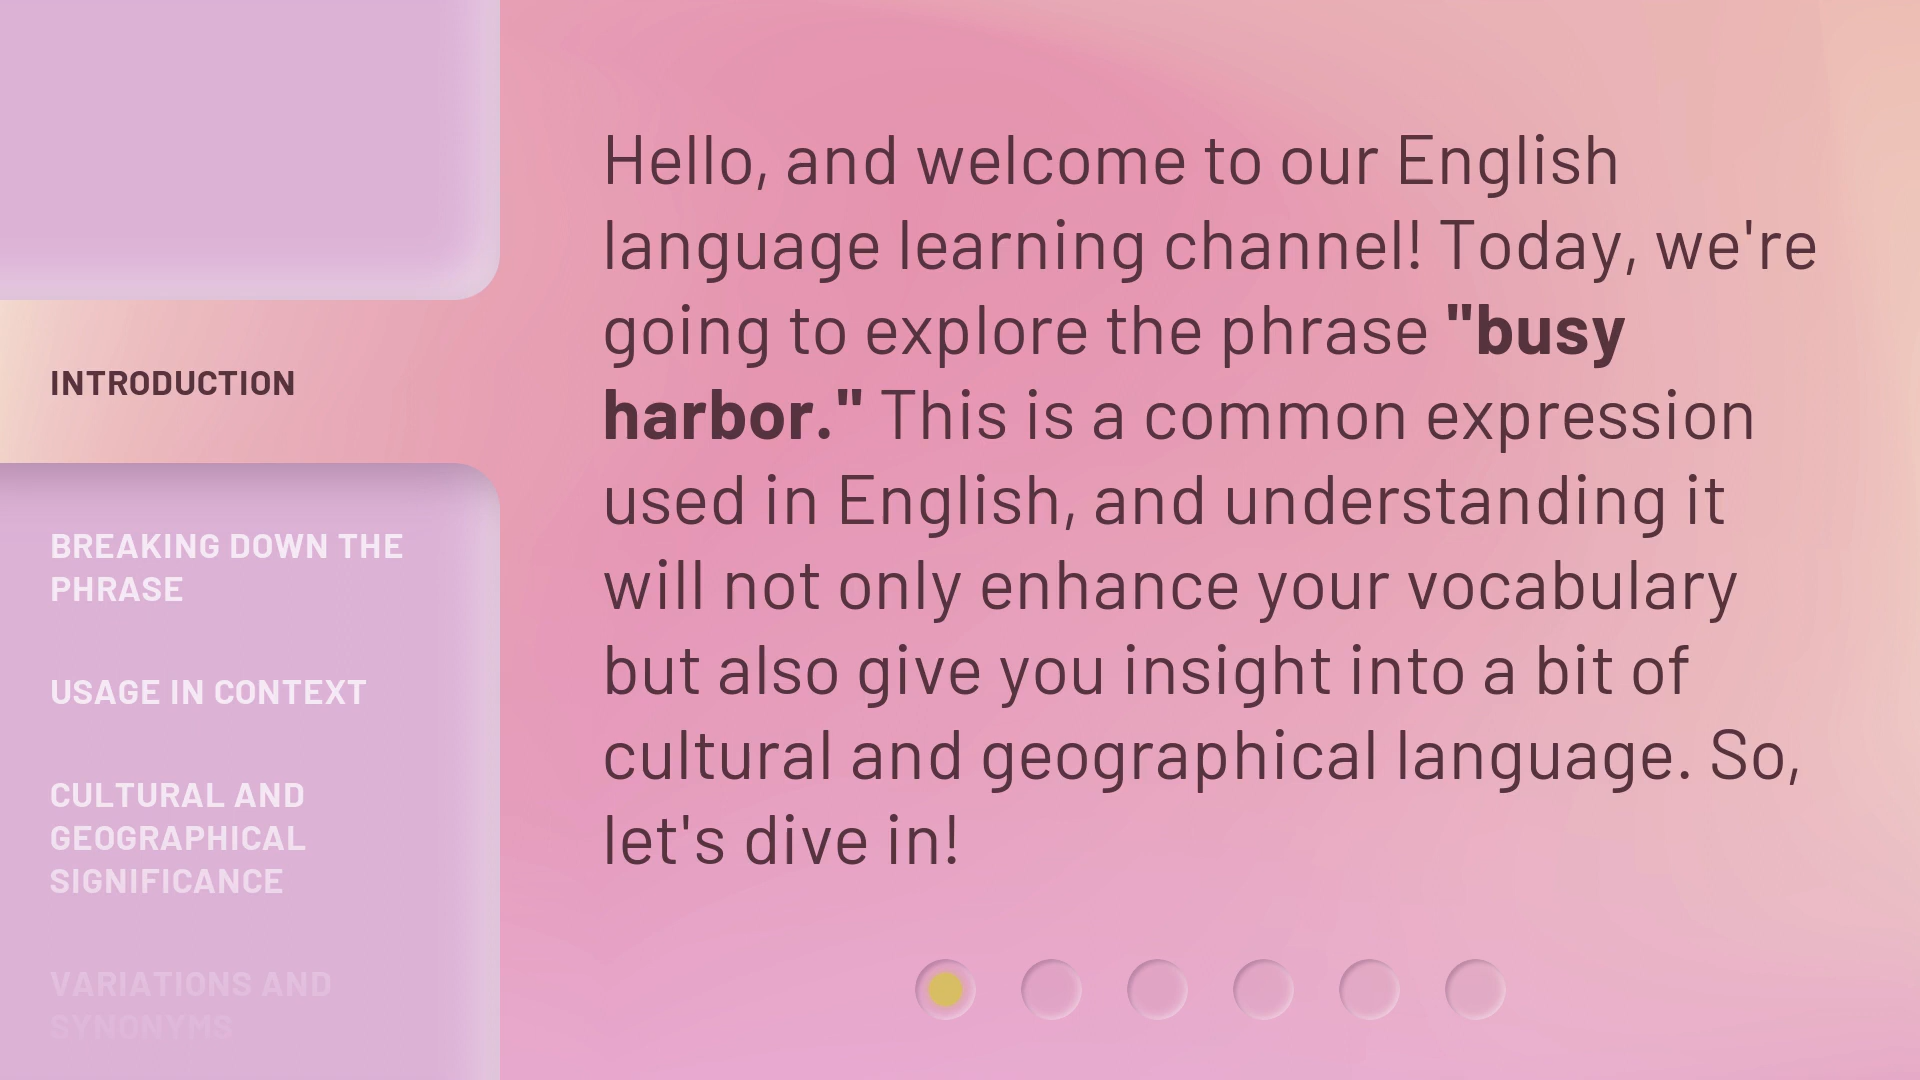 INTRODUCTION
BREAKING DOWN THE
PHRASE
USAGE IN CONTEXT
CULTURAL AND
GEOGRAPHICAL
SIGNIFICANCE
VARIATIONS AND
SYNONYMS
Hello, and welcome to our English
language learning channel! Today, we're
going to explore the phrase "busy
harbor." This is a common expression
used in English, and understanding it
will not only enhance your vocabulary
but also give you insight into a bit of
cultural and geographical language. So,
let's dive in!